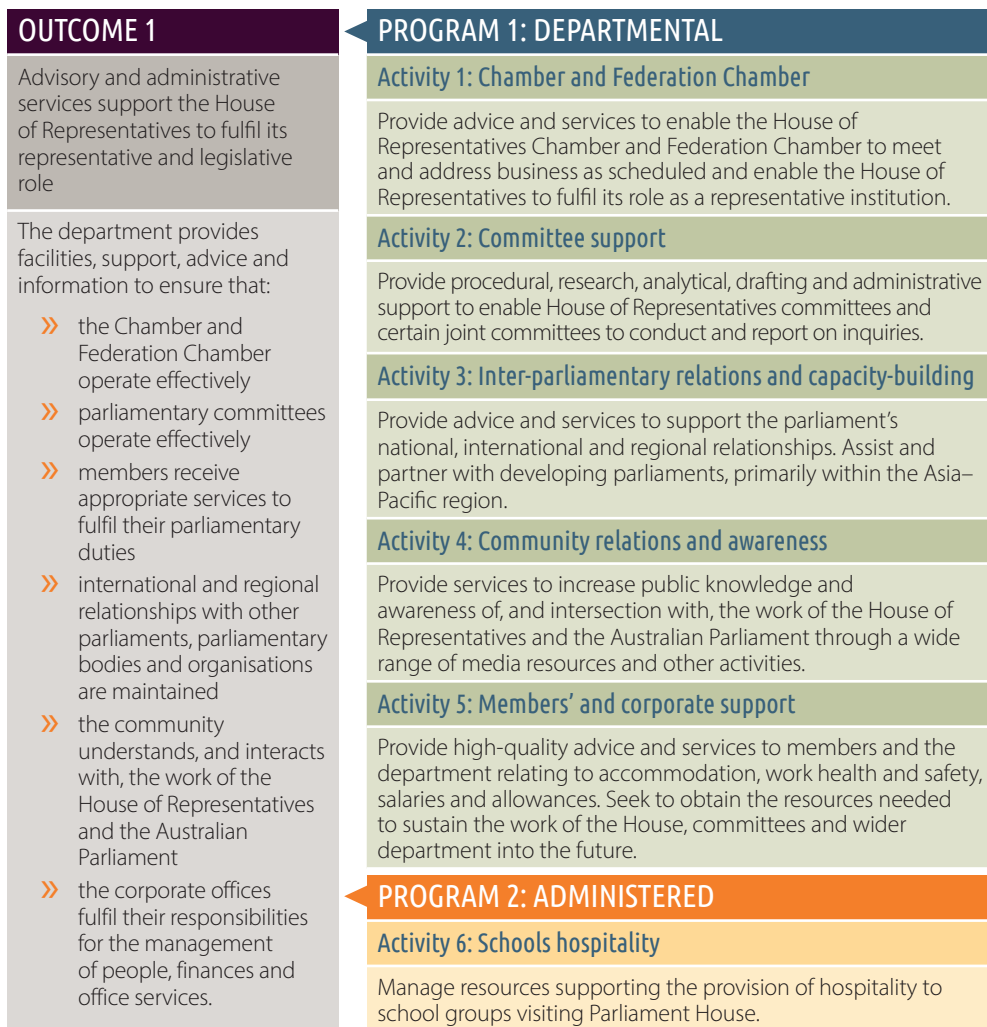 OUTCOME 1
Advisory and administrative
services support the House
of Representatives to fulfil its
representative and legislative
role
The department provides
facilities, support, advice and
information to ensure that:
» the Chamber and
Federation Chamber
operate effectively
» parliamentary committees
operate effectively
» members receive
appropriate services to
fulfil their parliamentary
duties
» international and regional
relationships with other
parliaments, parliamentary
bodies and organisations
are maintained
» the community
understands, and interacts
with, the work of the
House of Representatives
and the Australian
Parliament
» the corporate offices
fulfil their responsibilities
for the management
of people, finances and
office services.
PROGRAM 1: DEPARTMENTAL
Activity 1: Chamber and Federation Chamber
Provide advice and services to enable the House of
Representatives Chamber and Federation Chamber to meet
and address business as scheduled and enable the House of
Representatives to fulfil its role as a representative institution.
Activity 2: Committee support
Provide procedural, research, analytical, drafting and administrative
support to enable House of Representatives committees and
certain joint committees to conduct and report on inquiries.
Activity 3: Inter-parliamentary relations and capacity-building
Provide advice and services to support the parliament's
national, international and regional relationships. Assist and
partner with developing parliaments, primarily within the Asia–
Pacific region.
Activity 4: Community relations and awareness
Provide services to increase public knowledge and
awareness of, and intersection with, the work of the House of
Representatives and the Australian Parliament through a wide
range of media resources and other activities.
Activity 5: Members' and corporate support
Provide high-quality advice and services to members and the
department relating to accommodation, work health and safety,
salaries and allowances. Seek to obtain the resources needed
to sustain the work of the House, committees and wider
department into the future.
PROGRAM 2: ADMINISTERED
Activity 6: Schools hospitality
Manage resources supporting the provision of hospitality to
school groups visiting Parliament House.